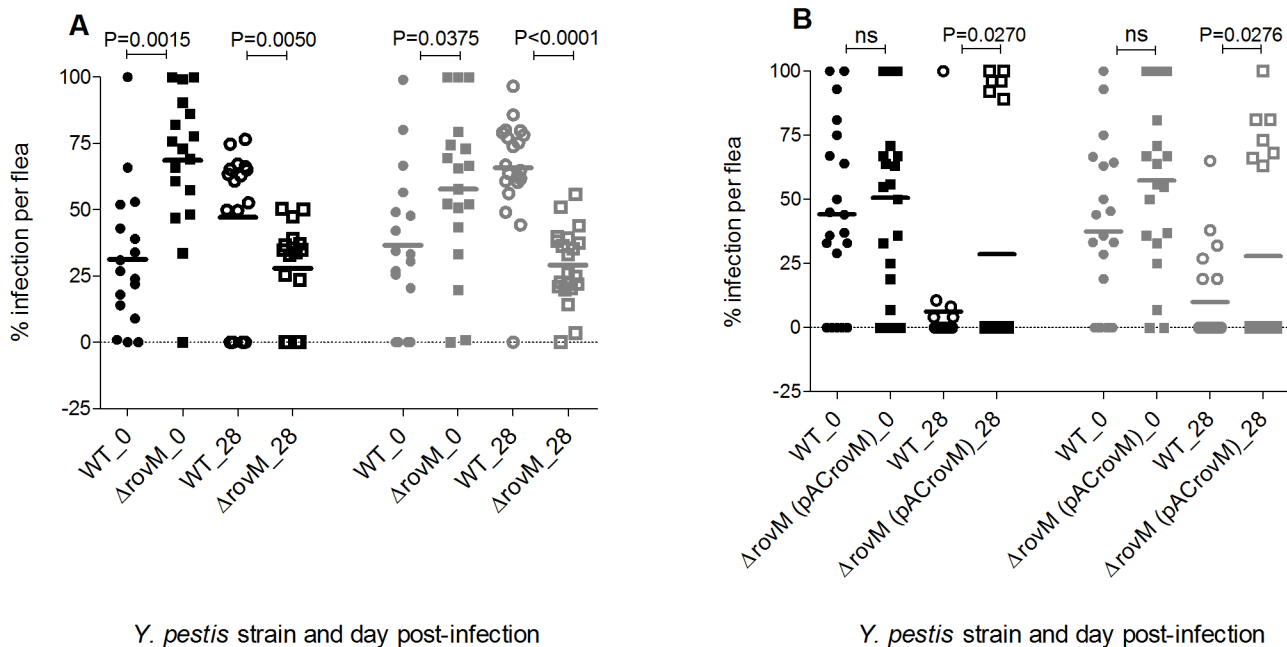 A
P=0.0015
P=0.0050
P=0.0375
P<0.0001
% infection per flea
100
75
50
25
0
-25
WT_0
ΔrovM_0
WT_28
ΔrovM_28
WT_0
ΔrovM_0
WT_28
ΔrovM_28
Y. pestis strain and day post-infection
B
ns
P=0.0270
ns
P=0.0276
% infection per flea
100
75
50
25
0
-25
WT_0
ΔrovM (pACrovM)_0
WT_28
ΔrovM (pACrovM)_28
WT_0
ΔrovM (pACrovM)_0
WT_28
ΔrovM (pACrovM)_28
Y. pestis strain and day post-infection